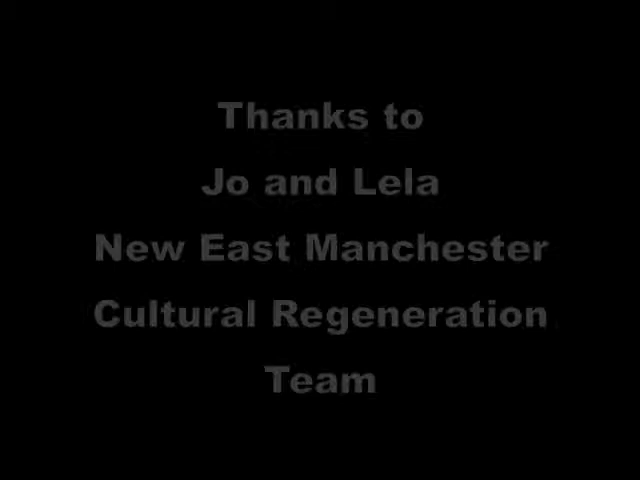 Thanks to
Jo and Lela
New East Manchester
Cultural Regeneration
Team